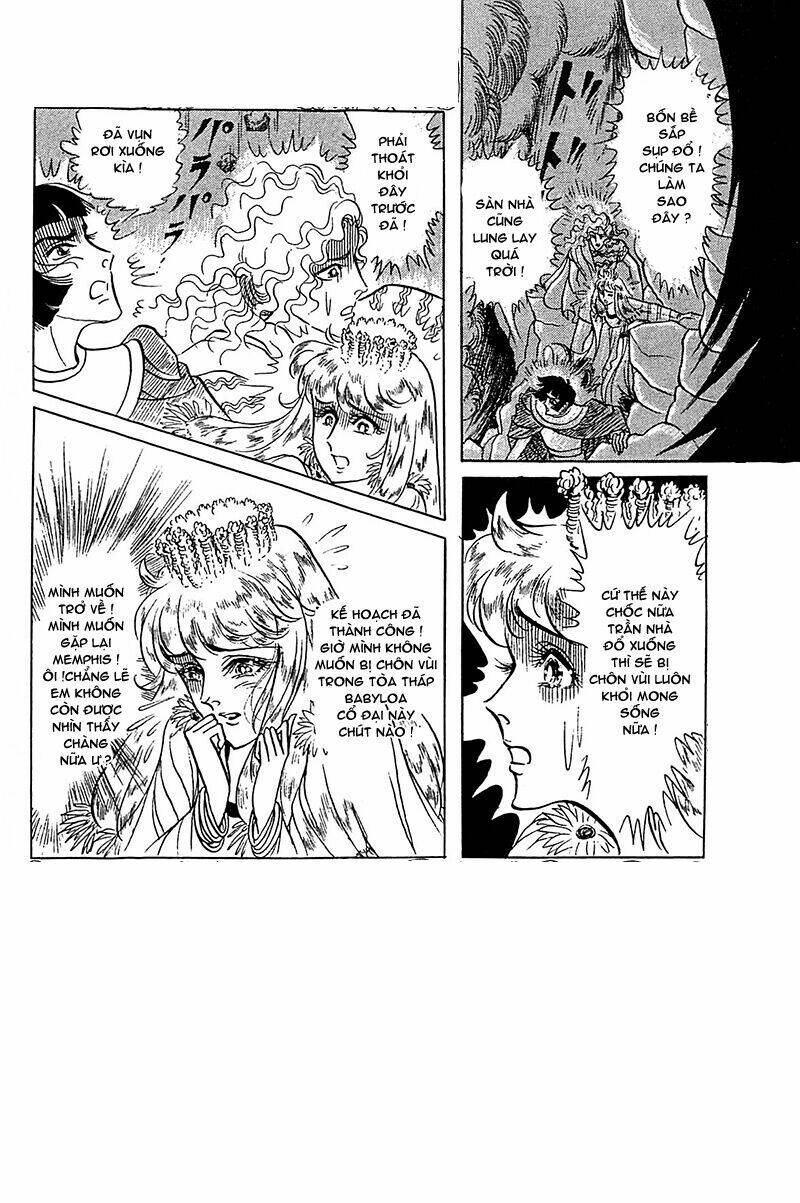 BỐN BỀ
SẮP
SỤP ĐỔ !
CHÚNG TA
LÀM
SAO
ĐÂY ?
SÀN NHÀ
CŨNG
LUNG LAY
QUÁ
TRỜI !
PHẢI
THOÁT
KHỎI
ĐÂY
TRƯỚC
ĐÃ !
ĐÃ VỤN
RƠI XUỐNG
KÌA !
CỨ THẾ NÀY
CHỐC NỮA
TRẦN NHÀ
ĐỔ XUỐNG
THÌ SẼ BỊ
CHÔN VÙI LUÔN
KHỎI MONG
SỐNG
NỮA !
KẾ HOẠCH ĐÃ
THÀNH CÔNG !
GIỜ MÌNH KHÔNG
MUỐN BỊ CHÔN VÙI
TRONG TÒA THÁP
BABYLOA
CỔ ĐẠI NÀY
CHÚT NÀO !
MÌNH MUỐN
TRỞ VỀ !
MÌNH MUỐN
GẶP LẠI
MEMPHIS !
ÔI !CHẲNG LẼ
EM KHÔNG
CÒN ĐƯỢC
NHÌN THẤY
CHÀNG
NỮA Ư ?